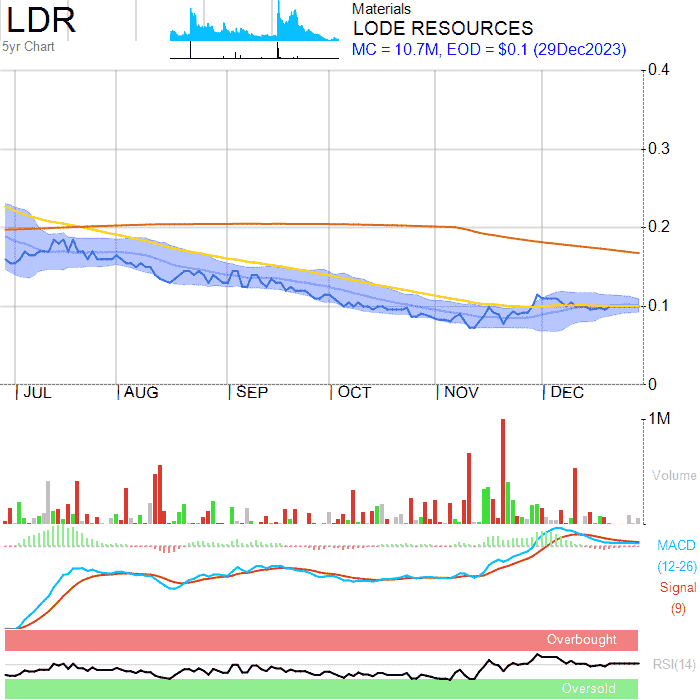 LDR
5yr Chart
Materials
LODE RESOURCES
MC = 10.7M, EOD = $0.1 (29Dec2023)
0.4
0.3
0.2
0.1
0
JUL AUG SEP OCT NOV DEC
1M
Volume
MACD
(12-26)
Signal
(9)
Overbought
RSI(14)
Oversold